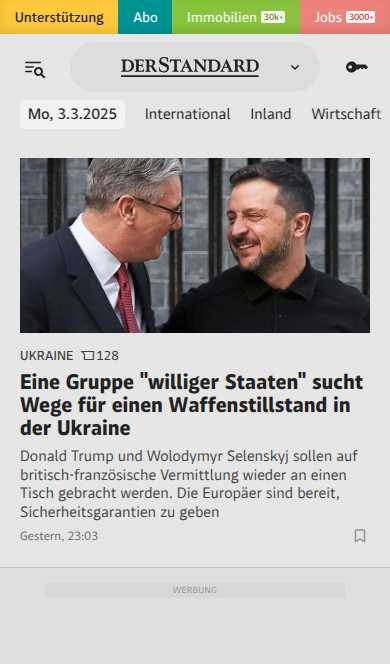 Unterstützung Abo Immobilien 30k+ Jobs 3000+
DERSTANDARD
Mo, 3.3.2025 International Inland Wirtschaft
UKRAINE 128
Eine Gruppe "williger Staaten" sucht
Wege für einen Waffenstillstand in
der Ukraine
Donald Trump und Wolodymyr Selenskyj sollen auf
britisch-französische Vermittlung wieder an einen
Tisch gebracht werden. Die Europäer sind bereit,
Sicherheitsgarantien zu geben
Gestern, 23:03
WERBUNG